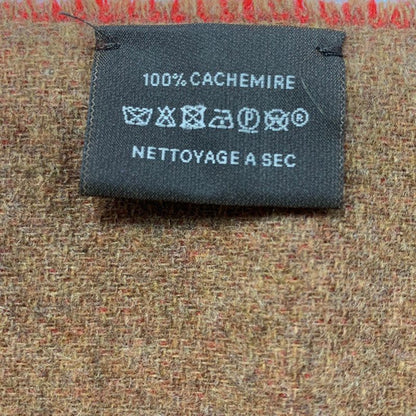 100% CACHEMIRE
P W ®
NETTOYAGE A SEC